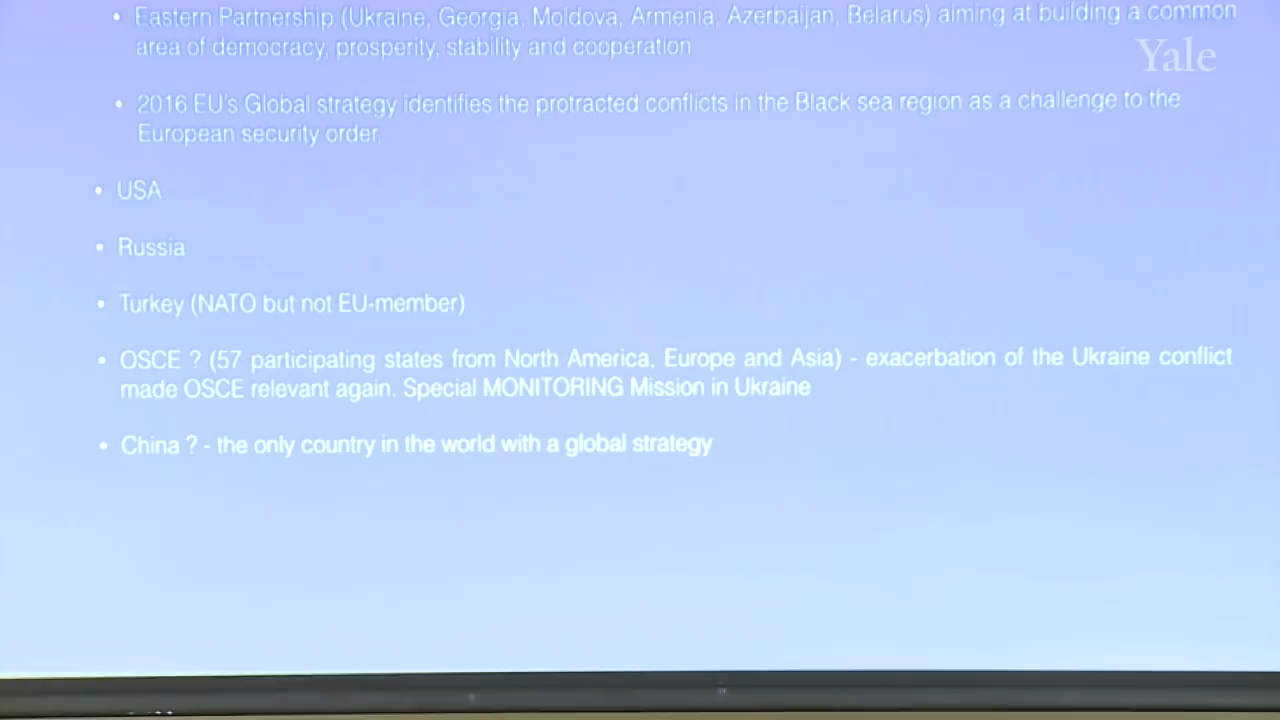 • Eastern Partnership (Ukraine, Georgia, Moldova, Armenia, Azerbaijan, Belarus) aiming at building a common
area of democracy, prosperity, stability and cooperation
Yale
• 2016 EU's Global strategy identifies the protracted conflicts in the Black sea region as a challenge to the
European security order.
• USA
• Russia
• Turkey (NATO but not EU-member)
• OSCE ? (57 participating states from North America, Europe and Asia) - exacerbation of the Ukraine conflict
made OSCE relevant again. Special MONITORING Mission in Ukraine
• China ? - the only country in the world with a global strategy